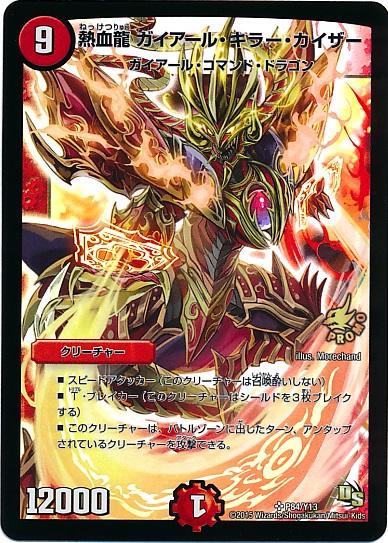 9
ねっけつりゅう
熱血龍 ガイアール・キラー・カイザー
ガイアール・コマンド・ドラゴン
PROMO
illus. Morechand
クリーチャー
■ スピードアタッカー (このクリーチャーは召喚酔いしない)
■ T・ブレイカー (このクリーチャーはシールドを3枚ブレイク
する)
■ このクリーチャーは、バトルゾーンに出したターン、アンタップ
されているクリーチャーを攻撃できる。
12000
1
P84/Y13
©2015 Wizards/Shogakukan/Mitsui-Kids
DS